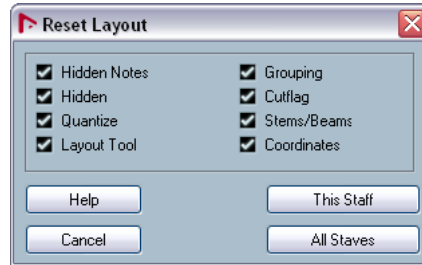 Reset Layout
Hidden Notes
Hidden
Quantize
Layout Tool
Grouping
Cutflag
Stems/Beams
Coordinates
Help
This Staff
Cancel
All Staves